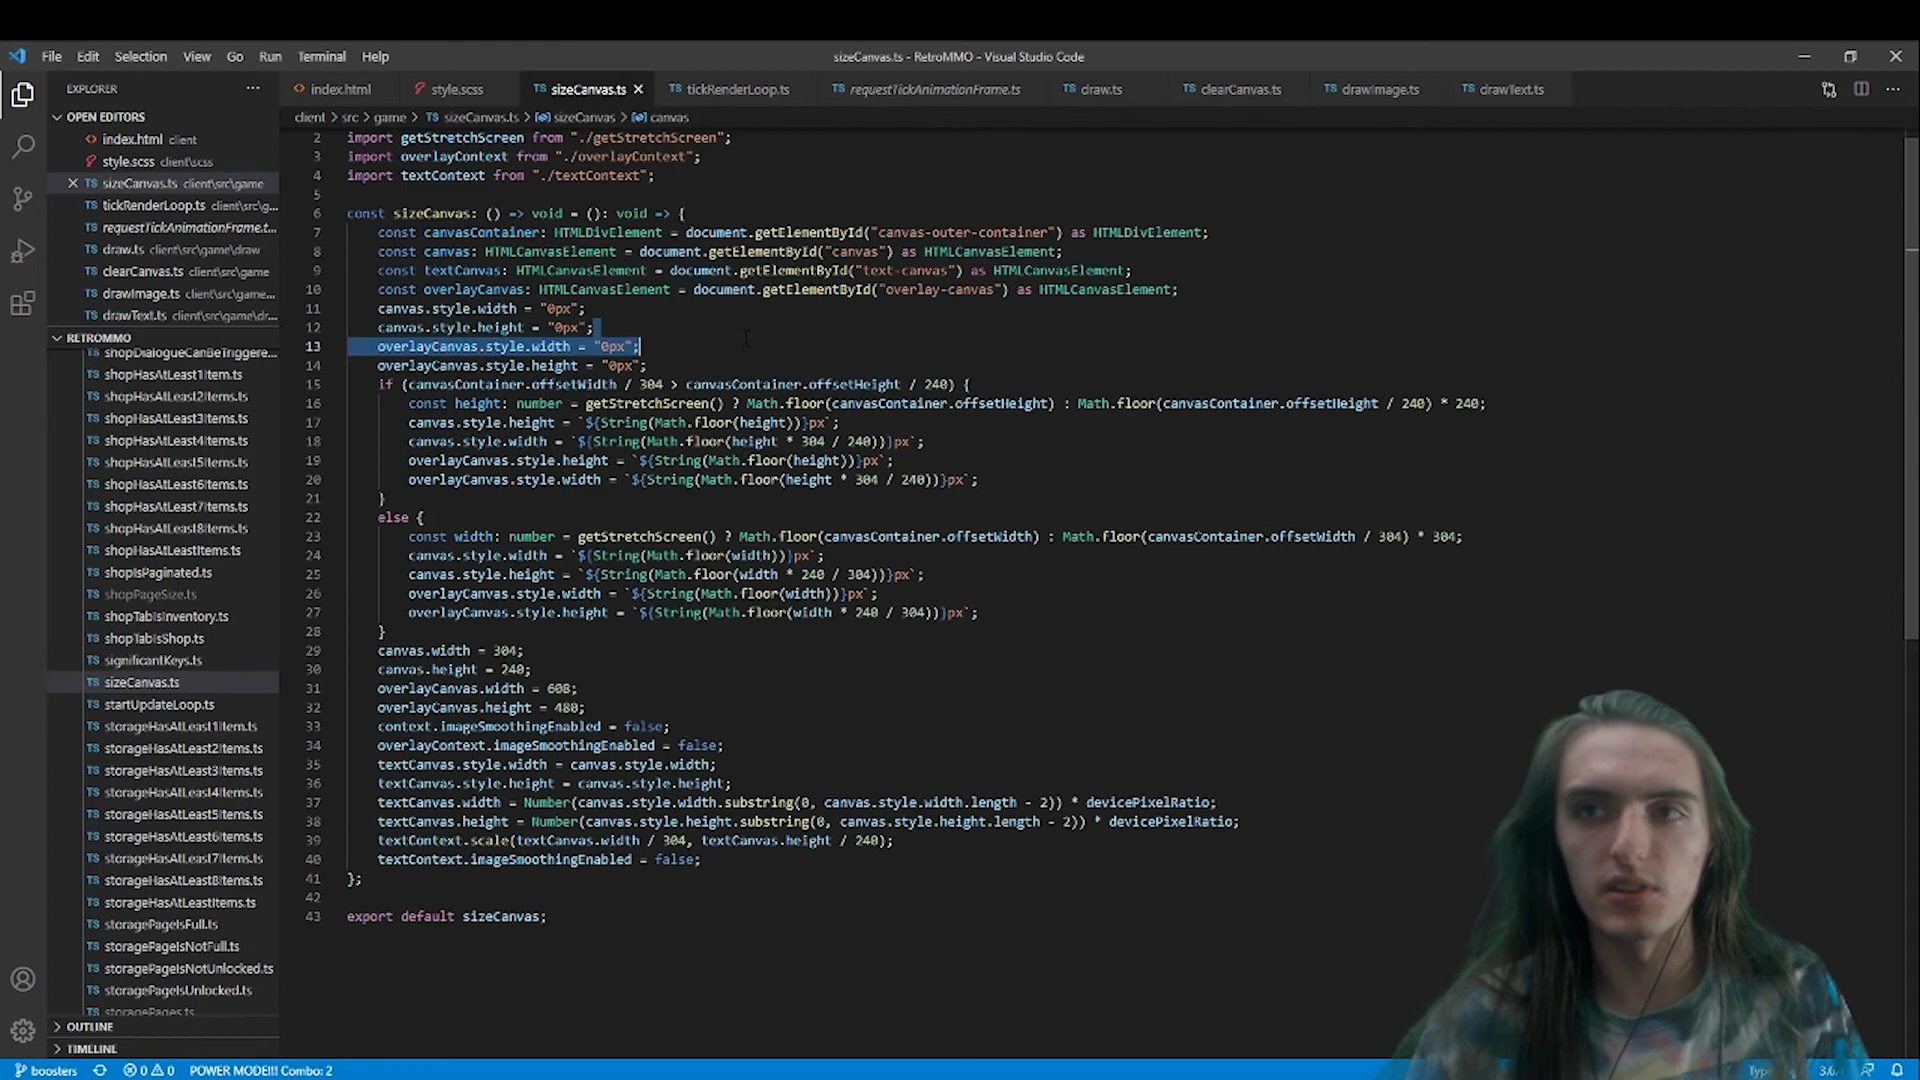 File Edit Selection View Go Run Terminal Help
sizeCanvas.ts - RetroMMO - Visual Studio Code
EXPLORER
index.html
style.scss
TS sizeCanvas.ts
TS tickRenderLoop.ts
TS requestTickAnimationFrame.ts
TS draw.ts
TS clearCanvas.ts
TS drawImage.ts
TS drawText.ts
client > src > game > TS sizeCanvas.ts > sizeCanvas > canvas
OPEN EDITORS
index.html client
style.scss client\scss
TS sizeCanvas.ts client\src\game
TS tickRenderLoop.ts client\src\g...
TS requestTickAnimationFrame.t...
TS draw.ts client\src\game\draw
TS clearCanvas.ts client\src\game
TS drawImage.ts client\src\game...
TS drawText.ts client\src\game\dr...
RETROMMO
TS shopDialogueCanBeTriggere...
TS shopHasAtLeast1Item.ts
TS shopHasAtLeast2Items.ts
TS shopHasAtLeast3Items.ts
TS shopHasAtLeast4Items.ts
TS shopHasAtLeast5Items.ts
TS shopHasAtLeast6Items.ts
TS shopHasAtLeast7Items.ts
TS shopHasAtLeast8Items.ts
TS shopHasAtLeastItems.ts
TS shopIsPaginated.ts
TS shopPageSize.ts
TS shopTabIsInventory.ts
TS shopTabIsShop.ts
TS significantKeys.ts
TS sizeCanvas.ts
TS startUpdateLoop.ts
TS storageHasAtLeast1Item.ts
TS storageHasAtLeast2Items.ts
TS storageHasAtLeast3Items.ts
TS storageHasAtLeast4Items.ts
TS storageHasAtLeast5Items.ts
TS storageHasAtLeast6Items.ts
TS storageHasAtLeast7Items.ts
TS storageHasAtLeast8Items.ts
TS storageHasAtLeastItems.ts
TS storagePageIsFull.ts
TS storagePageIsNotFull.ts
TS storagePageIsNotUnlocked.ts
TS storagePageIsUnlocked.ts
TS storagePages.ts
OUTLINE
TIMELINE
2 import getStretchScreen from "./getStretchScreen";
3 import overlayContext from "./overlayContext";
4 import textContext from "./textContext";
5
6 const sizeCanvas: () => void = (): void => {
7 const canvasContainer: HTMLDivElement = document.getElementById("canvas-outer-container") as HTMLDivElement;
8 const canvas: HTMLCanvasElement = document.getElementById("canvas") as HTMLCanvasElement;
9 const textCanvas: HTMLCanvasElement = document.getElementById("text-canvas") as HTMLCanvasElement;
10 const overlayCanvas: HTMLCanvasElement = document.getElementById("overlay-canvas") as HTMLCanvasElement;
11 canvas.style.width = "0px";
12 canvas.style.height = "0px";
13 overlayCanvas.style.width = "0px";
14 overlayCanvas.style.height = "0px";
15 if (canvasContainer.offsetWidth / 304 > canvasContainer.offsetHeight / 240) {
16 const height: number = getStretchScreen() ? Math.floor(canvasContainer.offsetHeight) : Math.floor(canvasContainer.offsetHeight / 240) * 240;
17 canvas.style.height = `${String(Math.floor(height))}px`;
18 canvas.style.width = `${String(Math.floor(height * 304 / 240))}px`;
19 overlayCanvas.style.height = `${String(Math.floor(height))}px`;
20 overlayCanvas.style.width = `${String(Math.floor(height * 304 / 240))}px`;
21 }
22 else {
23 const width: number = getStretchScreen() ? Math.floor(canvasContainer.offsetWidth) : Math.floor(canvasContainer.offsetWidth / 304) * 304;
24 canvas.style.width = `${String(Math.floor(width))}px`;
25 canvas.style.height = `${String(Math.floor(width * 240 / 304))}px`;
26 overlayCanvas.style.width = `${String(Math.floor(width))}px`;
27 overlayCanvas.style.height = `${String(Math.floor(width * 240 / 304))}px`;
28 }
29 canvas.width = 304;
30 canvas.height = 240;
31 overlayCanvas.width = 608;
32 overlayCanvas.height = 480;
33 context.imageSmoothingEnabled = false;
34 overlayContext.imageSmoothingEnabled = false;
35 textCanvas.style.width = canvas.style.width;
36 textCanvas.style.height = canvas.style.height;
37 textCanvas.width = Number(canvas.style.width.substring(0, canvas.style.width.length - 2)) * devicePixelRatio;
38 textCanvas.height = Number(canvas.style.height.substring(0, canvas.style.height.length - 2)) * devicePixelRatio;
39 textContext.scale(textCanvas.width / 304, textCanvas.height / 240);
40 textContext.imageSmoothingEnabled = false;
41 };
42
43 export default sizeCanvas;
boosters 0 0 POWER MODE!!! Combo: 2